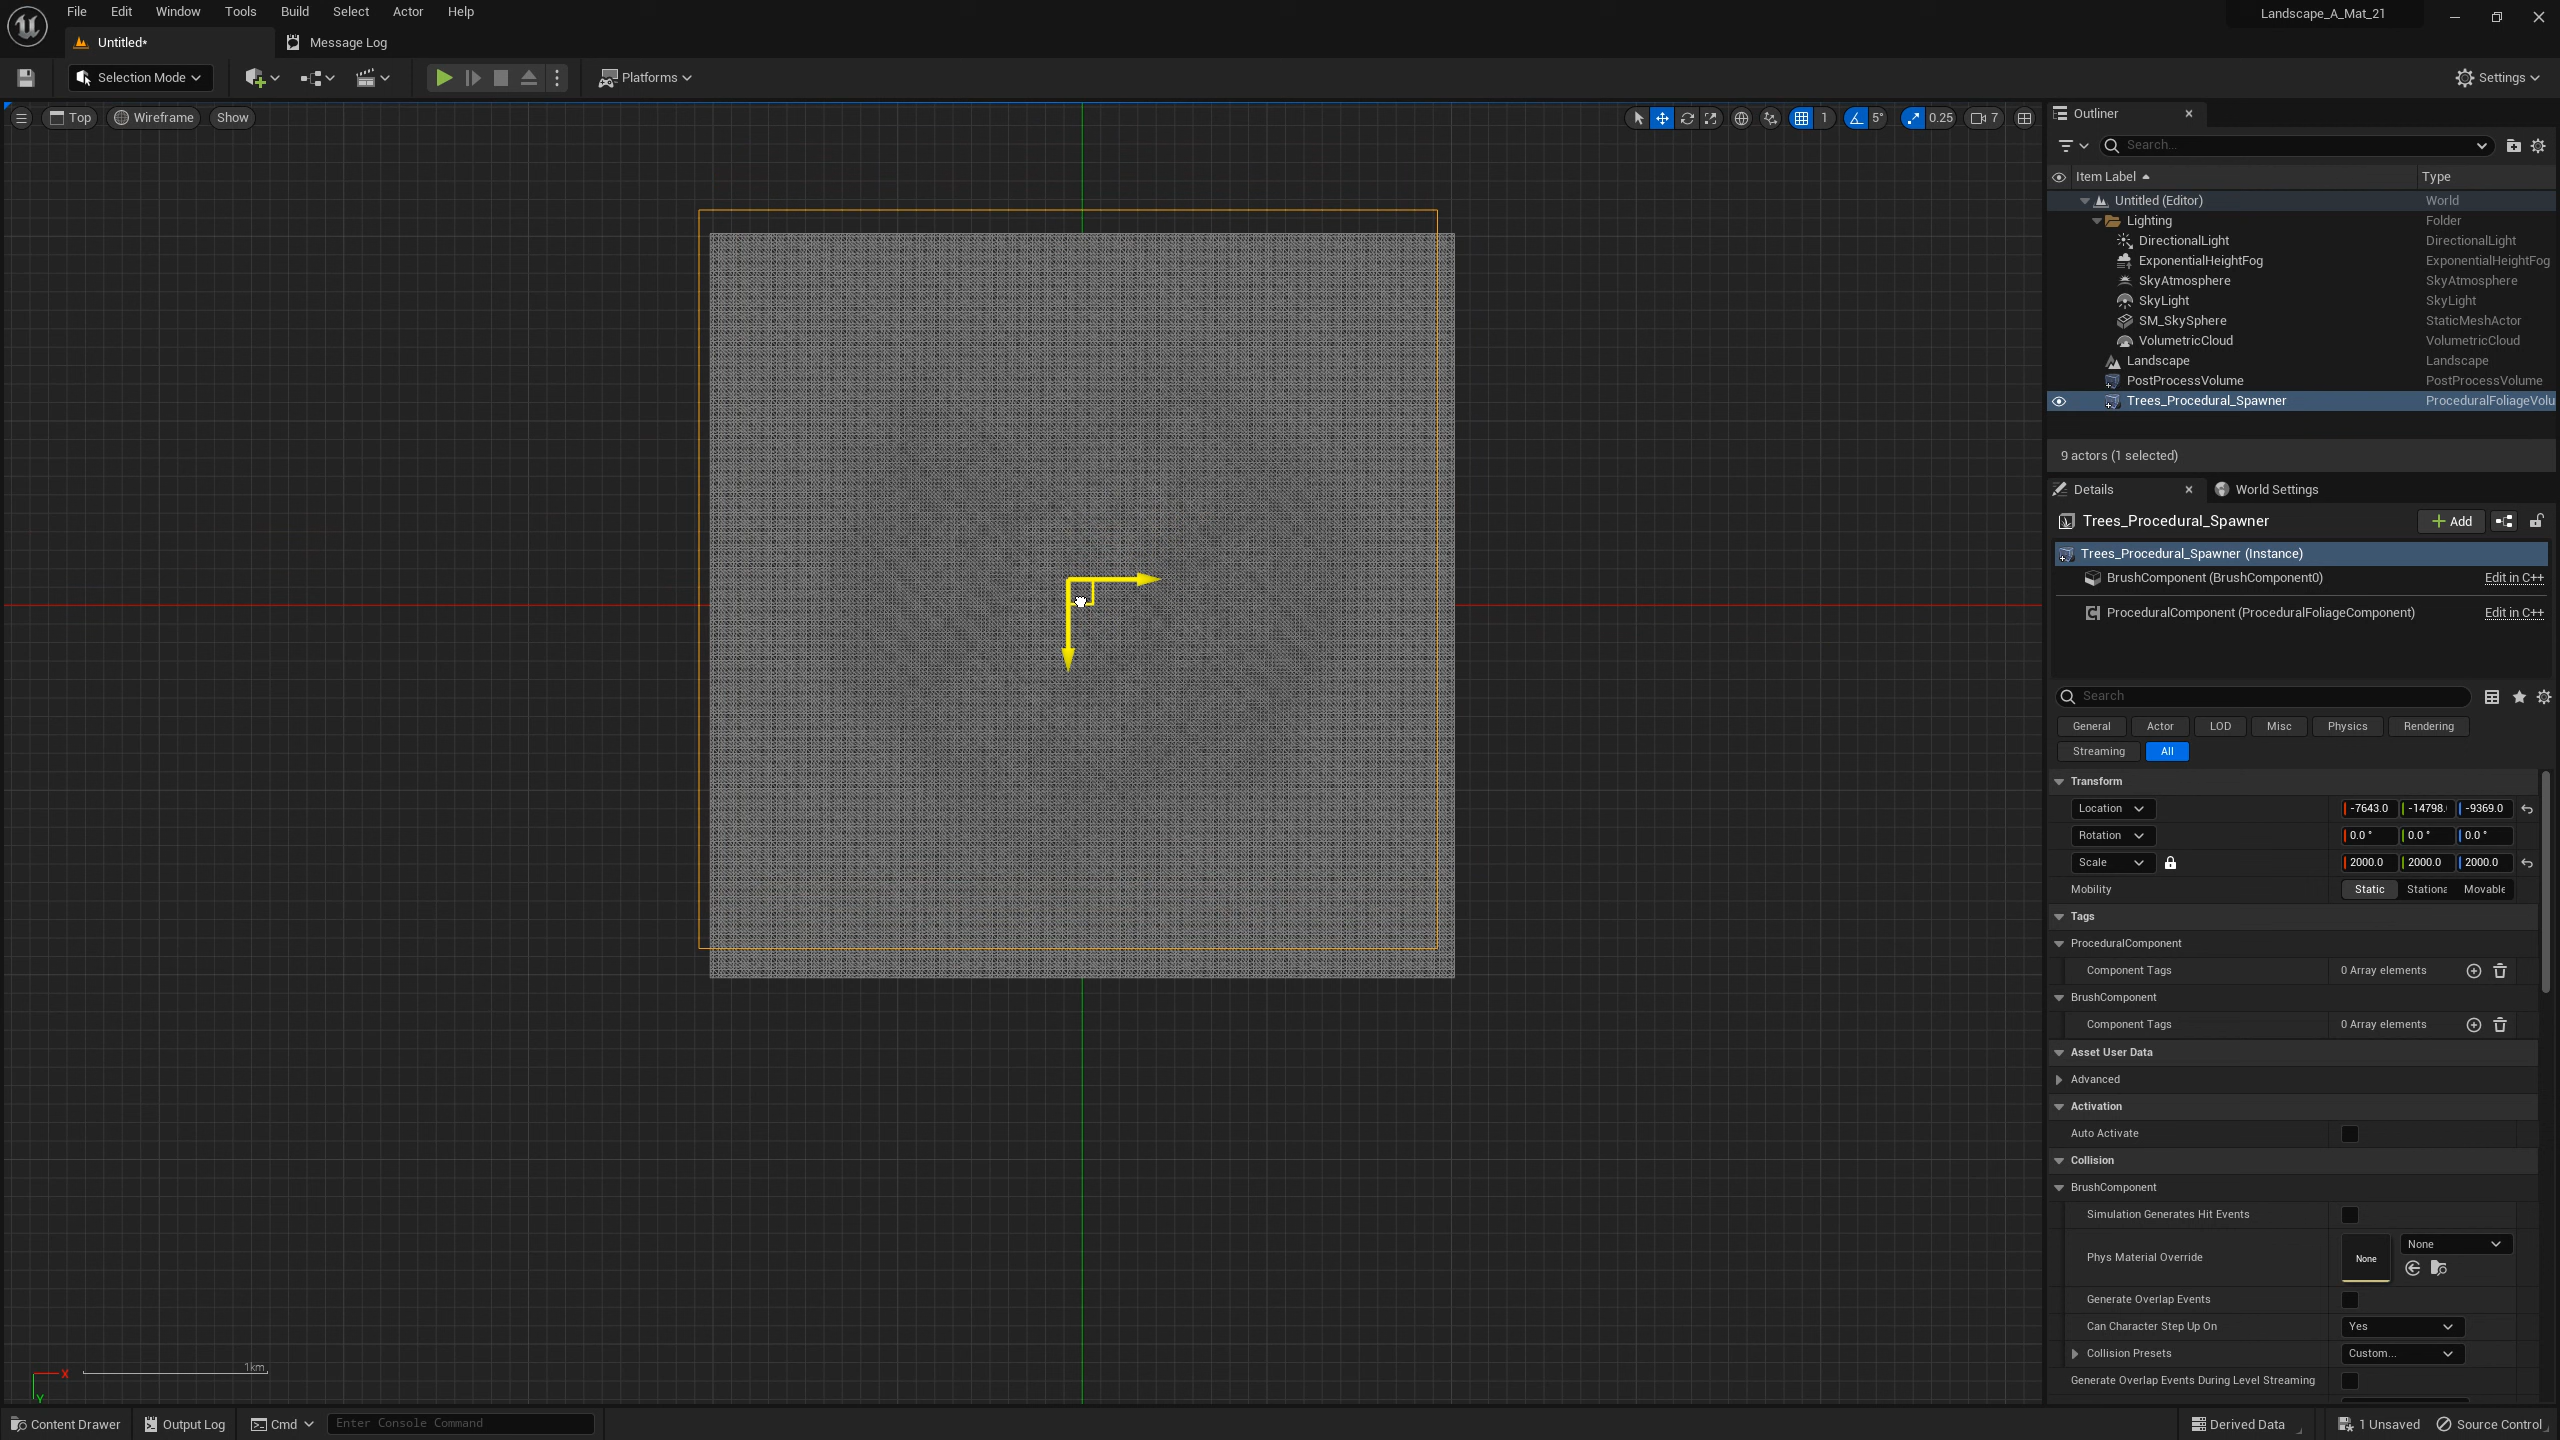 File Edit Window Tools Build Select Actor Help
Landscape_A_Mat_21
Untitled*
Message Log
Selection Mode
Platforms
Settings
Top
Wireframe
Show
1
5°
0.25
7
1km
X
Y
Outliner
Search...
Item Label
Type
Untitled (Editor)
World
Lighting
Folder
DirectionalLight
DirectionalLight
ExponentialHeightFog
ExponentialHeightFog
SkyAtmosphere
SkyAtmosphere
SkyLight
SkyLight
SM_SkySphere
StaticMeshActor
VolumetricCloud
VolumetricCloud
Landscape
Landscape
PostProcessVolume
PostProcessVolume
Trees_Procedural_Spawner
ProceduralFoliageVolu
9 actors (1 selected)
Details
World Settings
Trees_Procedural_Spawner
Add
Trees_Procedural_Spawner (Instance)
BrushComponent (BrushComponent0)
Edit in C++
ProceduralComponent (ProceduralFoliageComponent)
Edit in C++
Search
General
Actor
LOD
Misc
Physics
Rendering
Streaming
All
Transform
Location
-7643.0
-14798.
-9369.0
Rotation
0.0 °
0.0 °
0.0 °
Scale
2000.0
2000.0
2000.0
Mobility
Static
Stationa
Movable
Tags
ProceduralComponent
Component Tags
0 Array elements
BrushComponent
Component Tags
0 Array elements
Asset User Data
Advanced
Activation
Auto Activate
Collision
BrushComponent
Simulation Generates Hit Events
Phys Material Override
None
None
Generate Overlap Events
Can Character Step Up On
Yes
Collision Presets
Custom...
Generate Overlap Events During Level Streaming
Content Drawer
Output Log
Cmd
Enter Console Command
Derived Data
1 Unsaved
Source Control